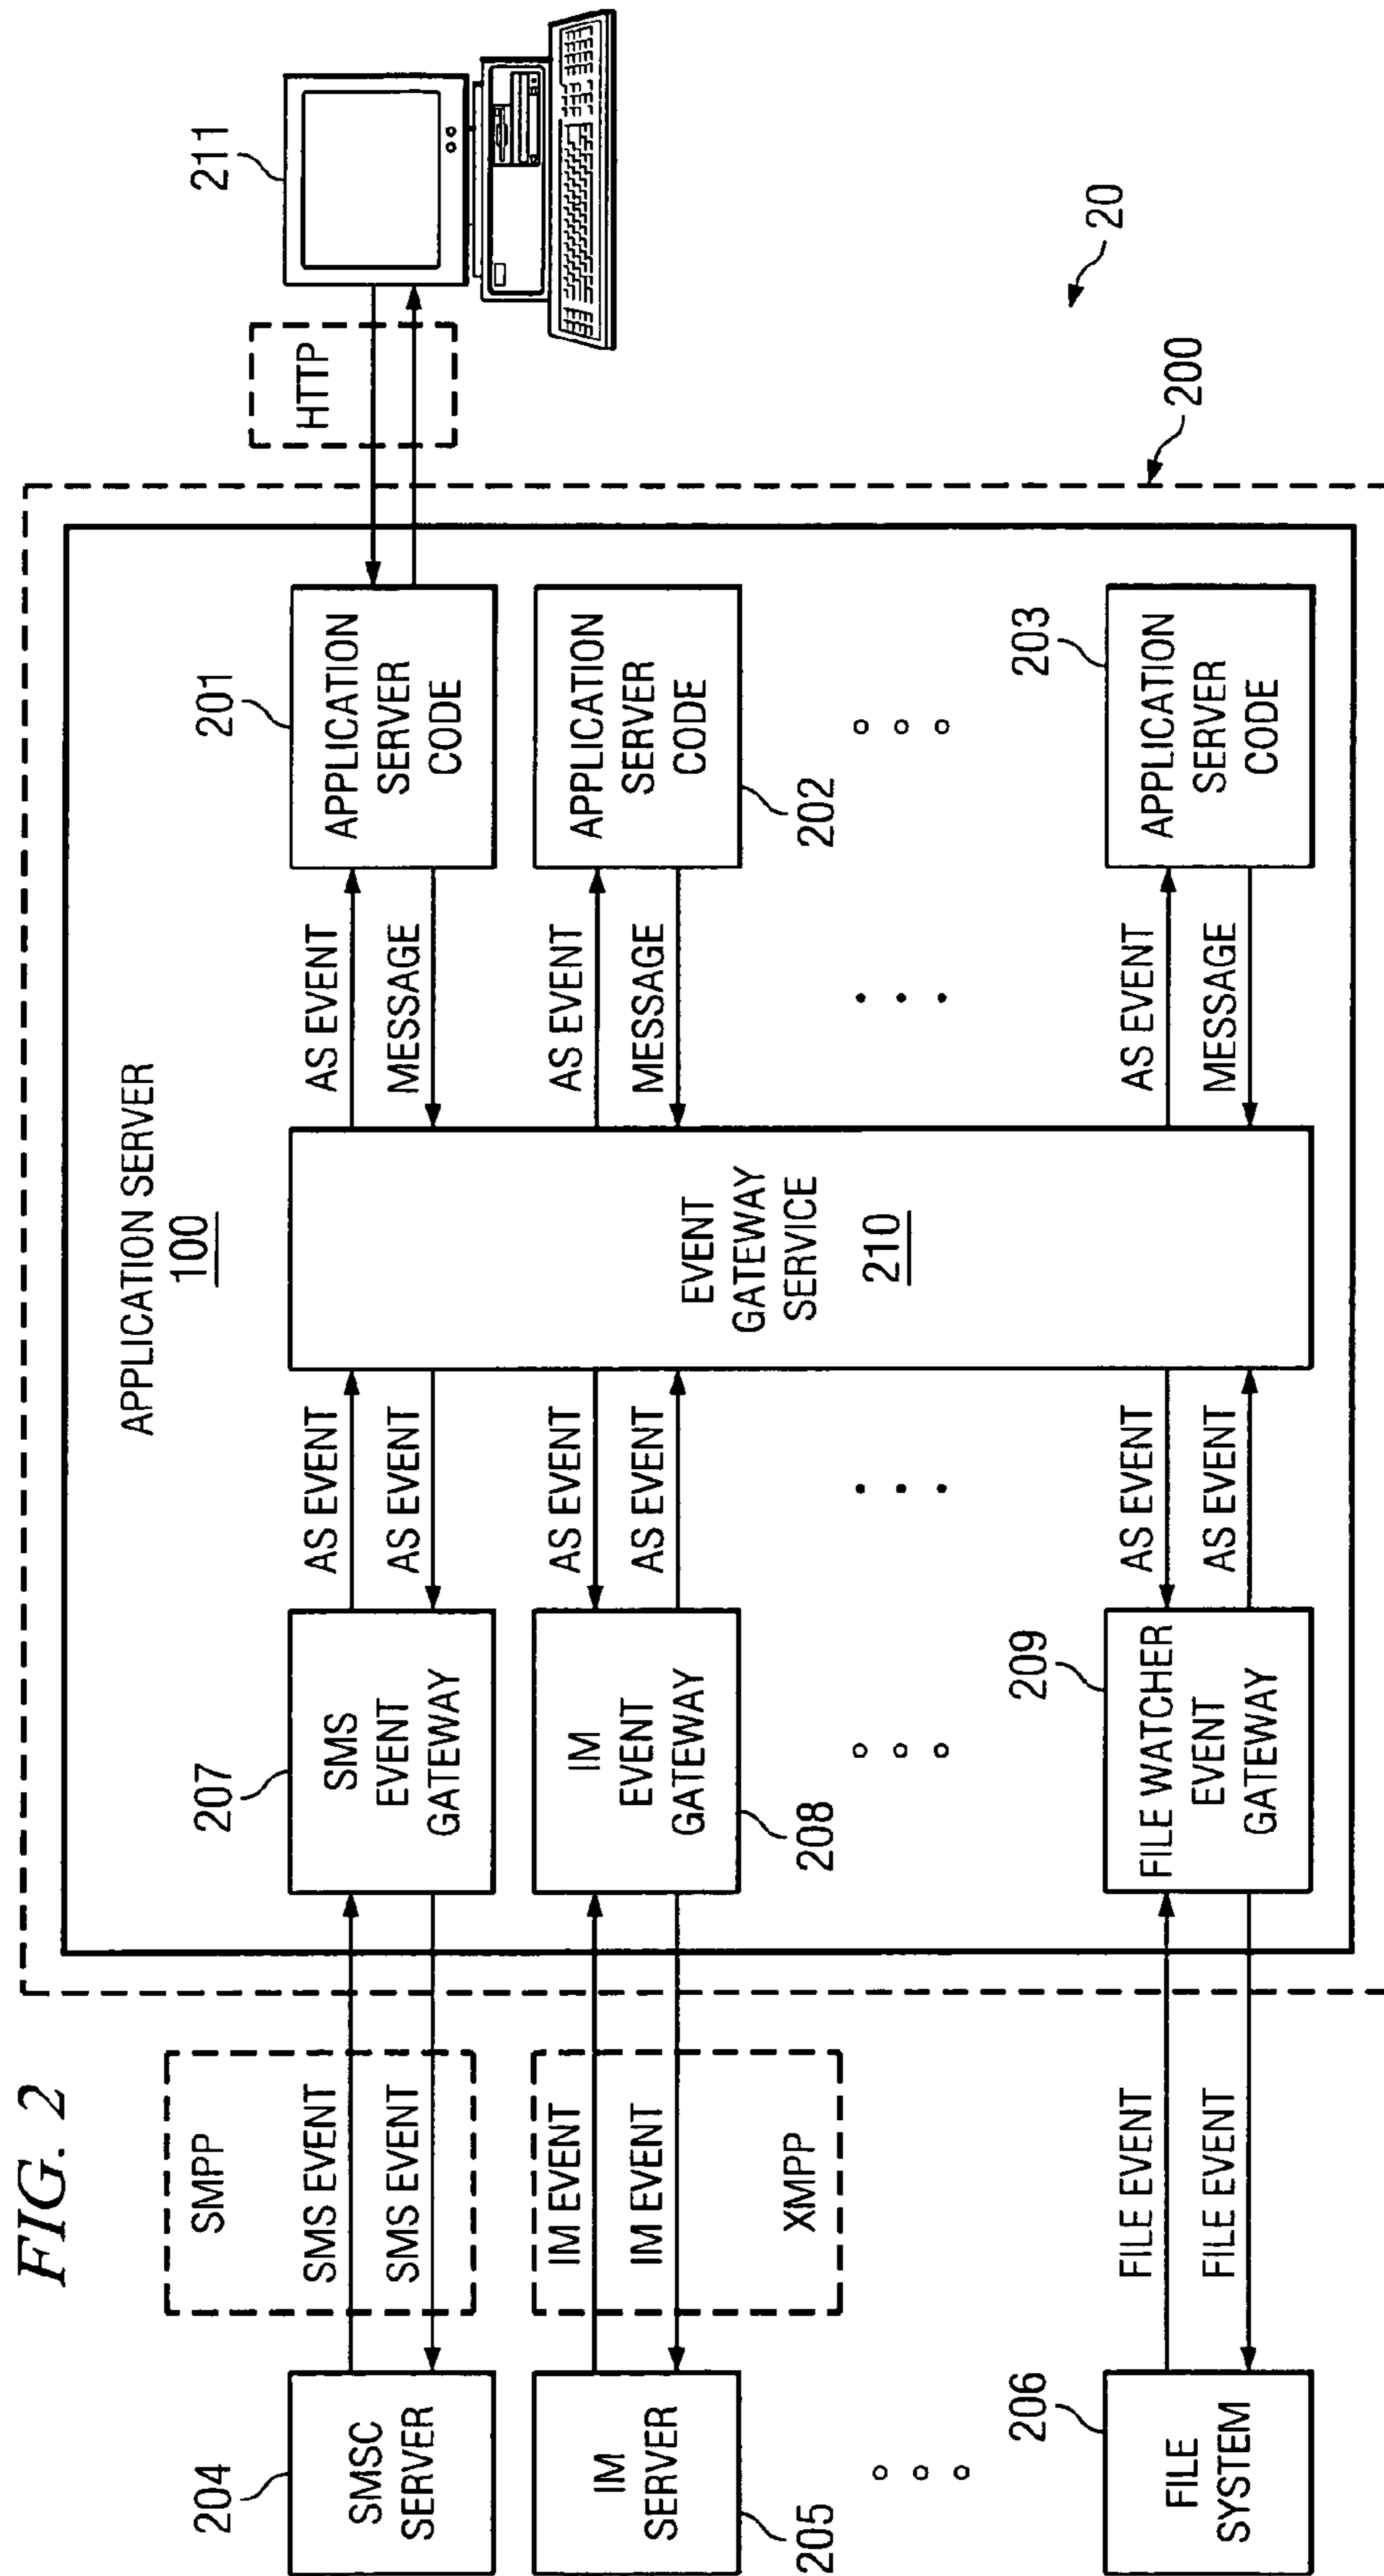 FIG. 2
APPLICATION SERVER
100
204
SMSC
SERVER
SMPP
SMS EVENT
SMS EVENT
207
SMS
EVENT
GATEWAY
AS EVENT
AS EVENT
EVENT
GATEWAY
SERVICE
210
AS EVENT
MESSAGE
201
APPLICATION
SERVER
CODE
HTTP
211
IM
SERVER
205
IM EVENT
IM EVENT
XMPP
IM
EVENT
GATEWAY
208
AS EVENT
AS EVENT
AS EVENT
MESSAGE
APPLICATION
SERVER
CODE
202
206
FILE
SYSTEM
FILE EVENT
FILE EVENT
209
FILE WATCHER
EVENT
GATEWAY
AS EVENT
AS EVENT
AS EVENT
MESSAGE
203
APPLICATION
SERVER
CODE
200
20